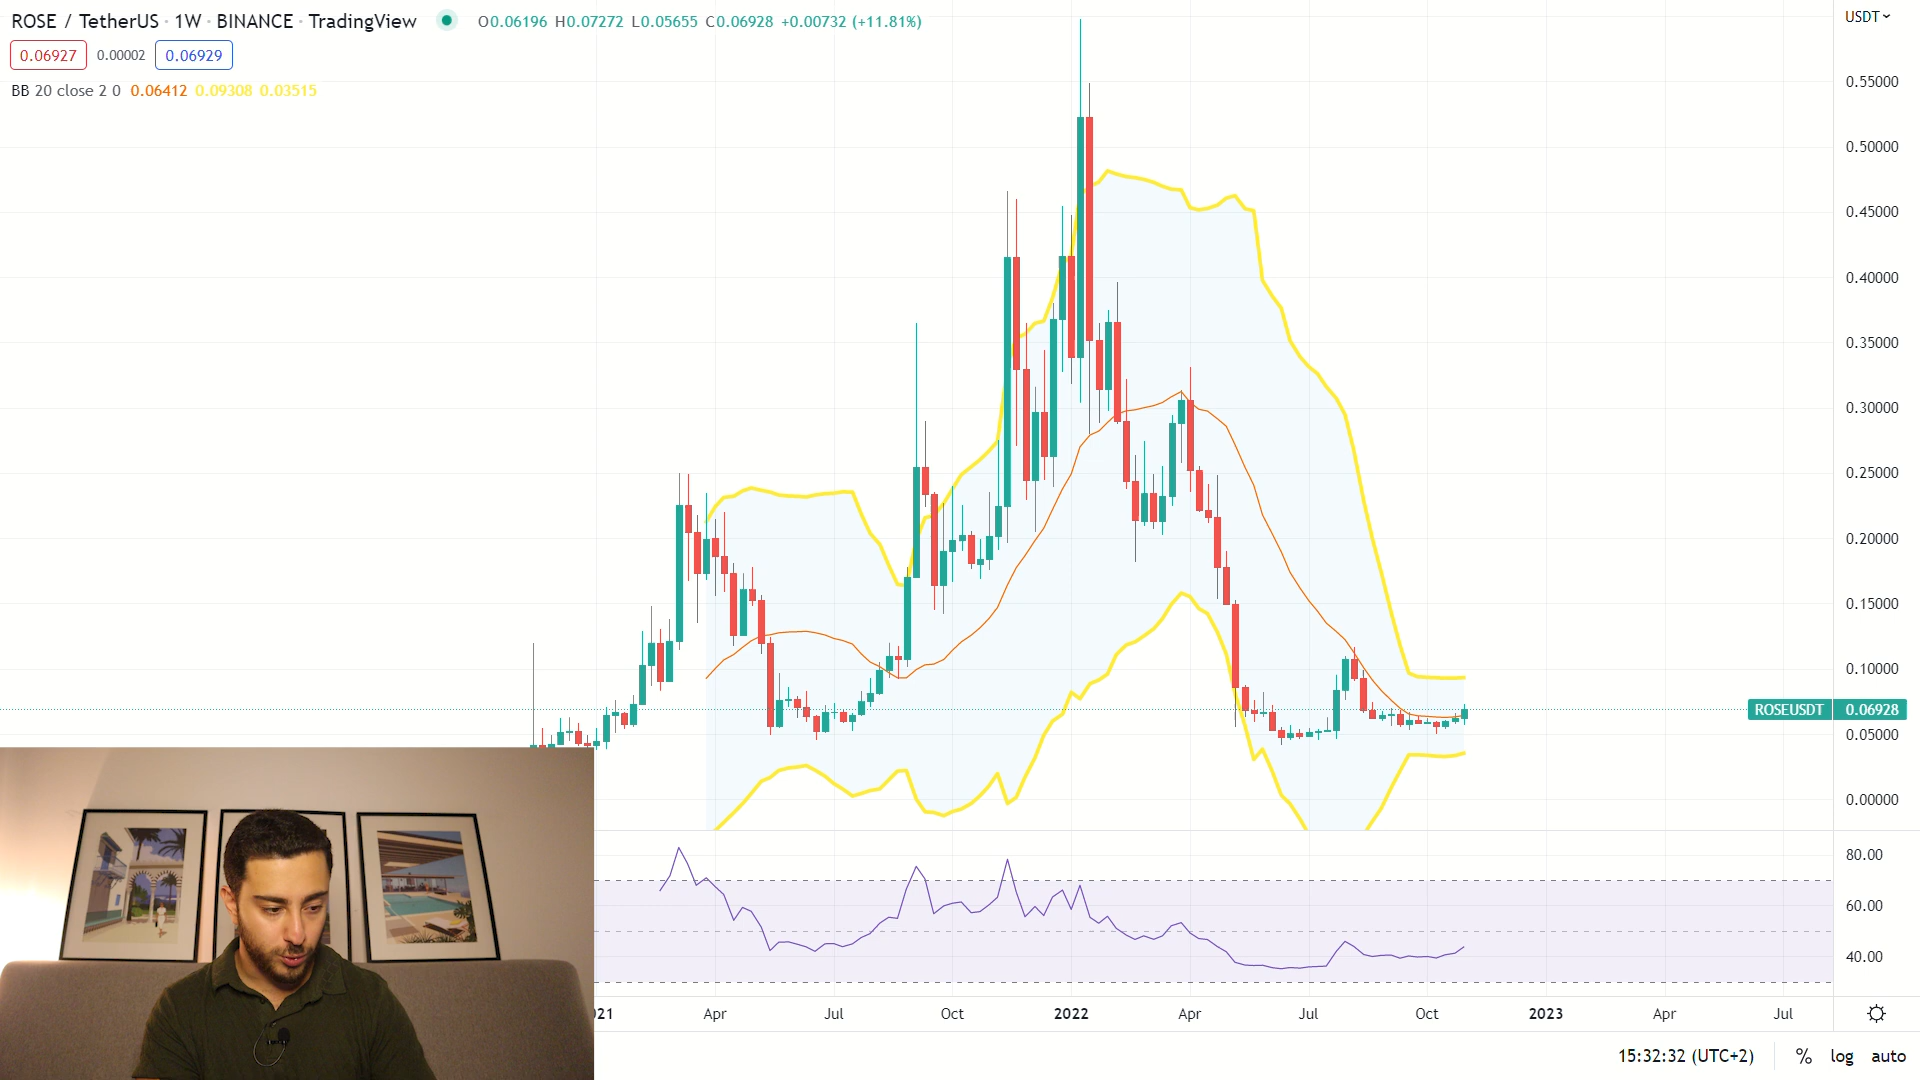 ROSE / TetherUS · 1W · BINANCE · TradingView O0.06196 H0.07272 L0.05655 C0.06928 +0.00732 (+11.81%)
USDT
0.06927 0.00002 0.06929
BB 20 close 2 0 0.06412 0.09308 0.03515
0.55000
0.50000
0.45000
0.40000
0.35000
0.30000
0.25000
0.20000
0.15000
0.10000
ROSEUSDT 0.06928
0.05000
0.00000
80.00
60.00
40.00
021 Apr Jul Oct 2022 Apr Jul Oct 2023 Apr Jul
15:32:32 (UTC+2) % log auto